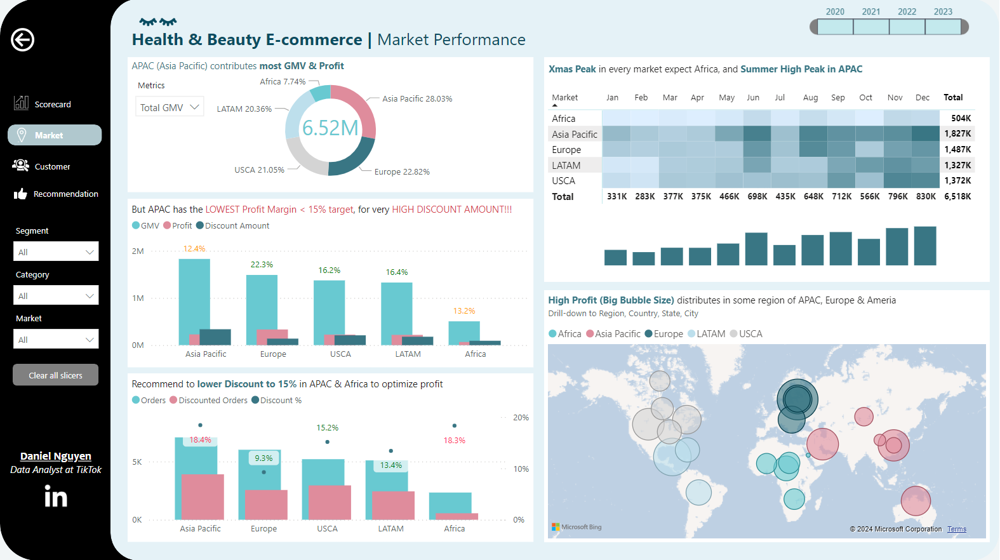 Health & Beauty E-commerce | Market Performance
2020 2021 2022 2023
Scorecard
Market
Customer
Recommendation
Segment
All
Category
All
Market
All
Clear all slicers
Daniel Nguyen
Data Analyst at TikTok
in
APAC (Asia Pacific) contributes most GMV & Profit
Metrics
Total GMV
Africa 7.74%
Asia Pacific 28.03%
LATAM 20.36%
6.52M
USCA 21.05%
Europe 22.82%
But APAC has the LOWEST Profit Margin < 15% target, for very HIGH DISCOUNT AMOUNT!!!
GMV Profit Discount Amount
2M
1M
0M
12.4%
22.3%
16.2%
16.4%
13.2%
Asia Pacific Europe USCA LATAM Africa
Recommend to lower Discount to 15% in APAC & Africa to optimize profit
Orders Discounted Orders Discount %
5K
0K
18.4%
9.3%
15.2%
13.4%
18.3%
20%
10%
0%
Asia Pacific Europe USCA LATAM Africa
Xmas Peak in every market expect Africa, and Summer High Peak in APAC
Market Jan Feb Mar Apr May Jun Jul Aug Sep Oct Nov Dec Total
Africa 504K
Asia Pacific 1,827K
Europe 1,487K
LATAM 1,327K
USCA 1,372K
Total 331K 283K 377K 375K 466K 698K 435K 648K 712K 566K 796K 830K 6,518K
High Profit (Big Bubble Size) distributes in some region of APAC, Europe & Ameria
Drill-down to Region, Country, State, City
Africa Asia Pacific Europe LATAM USCA
Microsoft Bing
© 2024 Microsoft Corporation Terms